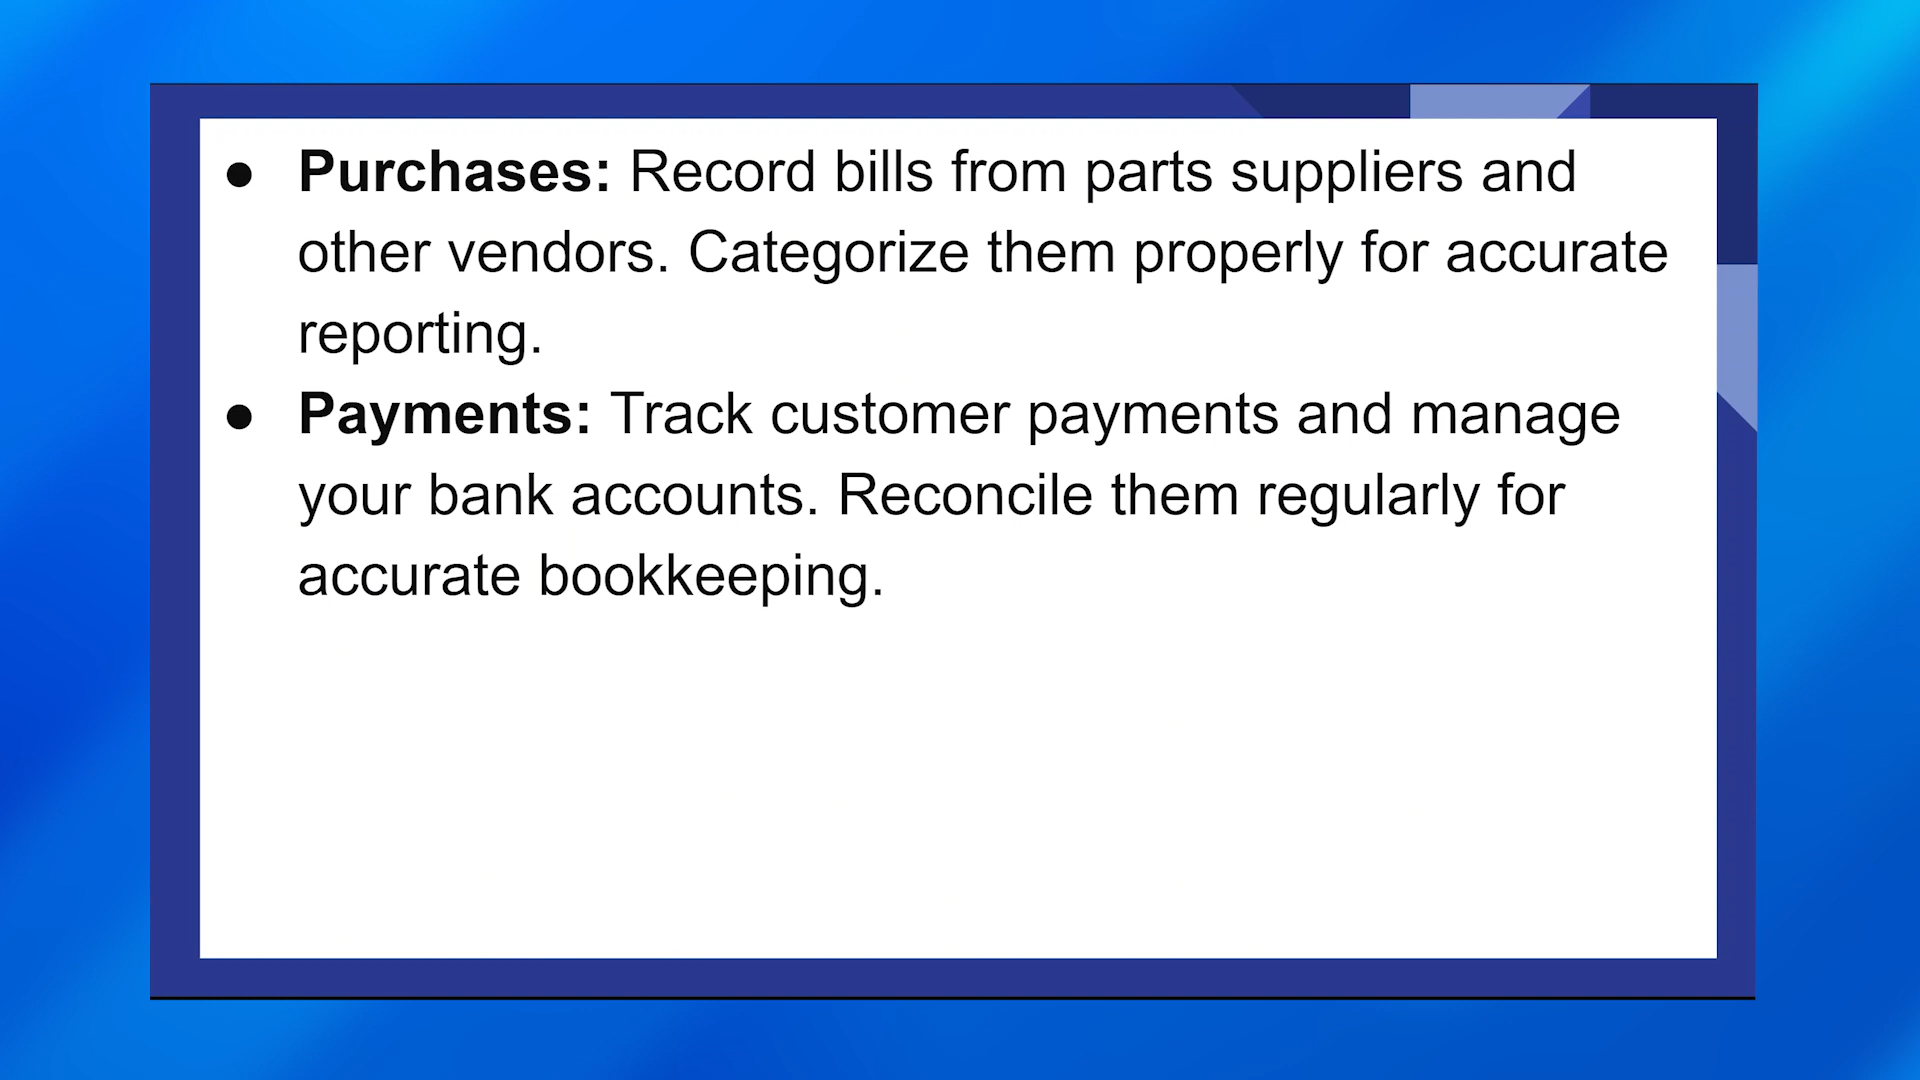 ● Purchases: Record bills from parts suppliers and
other vendors. Categorize them properly for accurate
reporting.
● Payments: Track customer payments and manage
your bank accounts. Reconcile them regularly for
accurate bookkeeping.